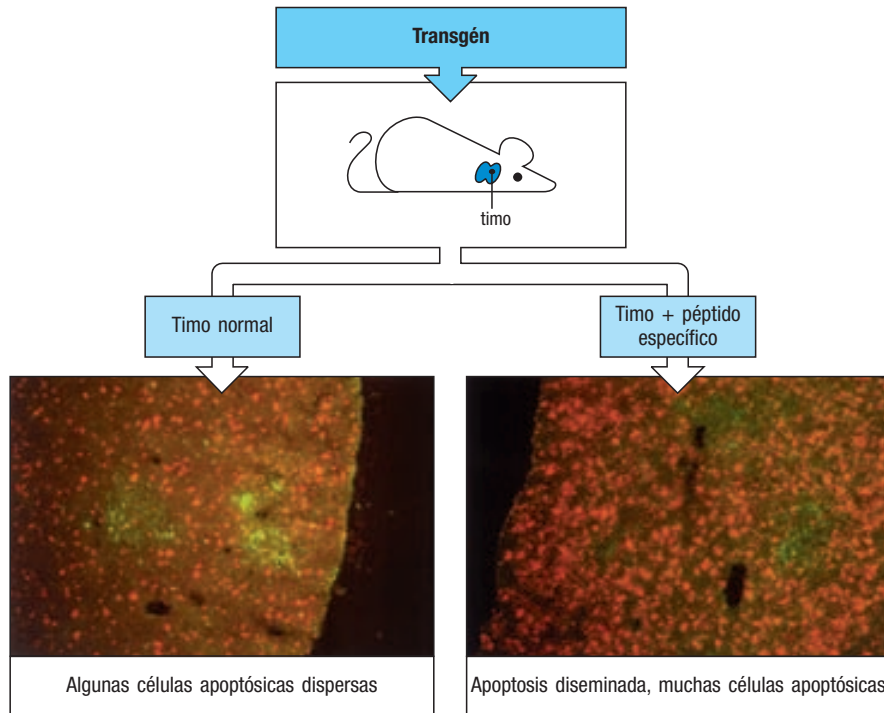 Transgén
timo
Timo normal
Timo + péptido
específico
Algunas células apoptósicas dispersas
Apoptosis diseminada, muchas células apoptósicas